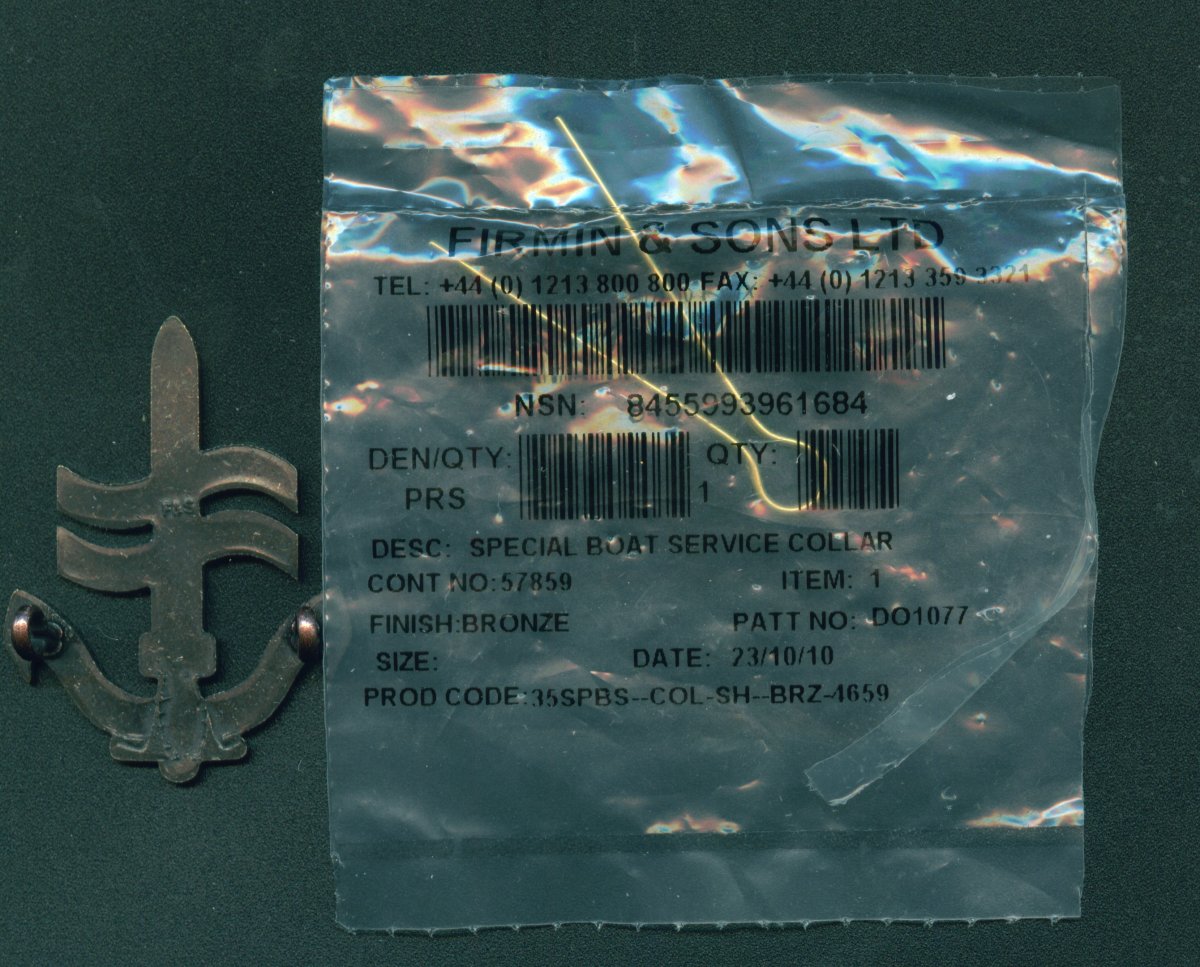 FIRMIN & SONS LTD
TEL: +44 (0) 1213 800 800 FAX: +44 (0) 1213 359 3321
NSN: 8455993961684
DEN/QTY: QTY:
PRS 1
DESC: SPECIAL BOAT SERVICE COLLAR
CONT NO:57859 ITEM: 1
FINISH:BRONZE PATT NO: DO1077
SIZE: DATE: 23/10/10
PROD CODE:35SPBS--COL-SH--BRZ-4659
F&S